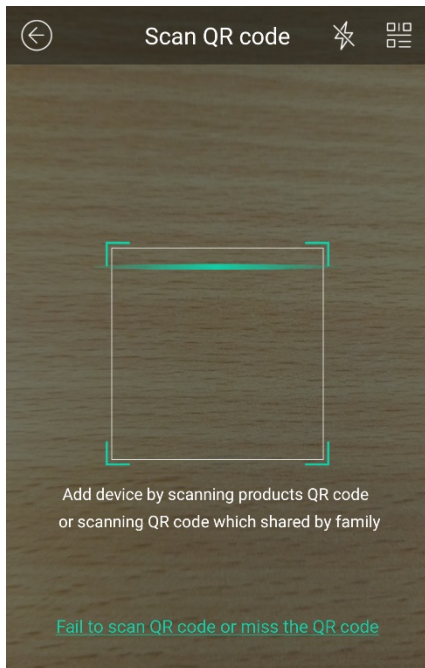 Scan QR code
Add device by scanning products QR code
or scanning QR code which shared by family
Fail to scan QR code or miss the QR code